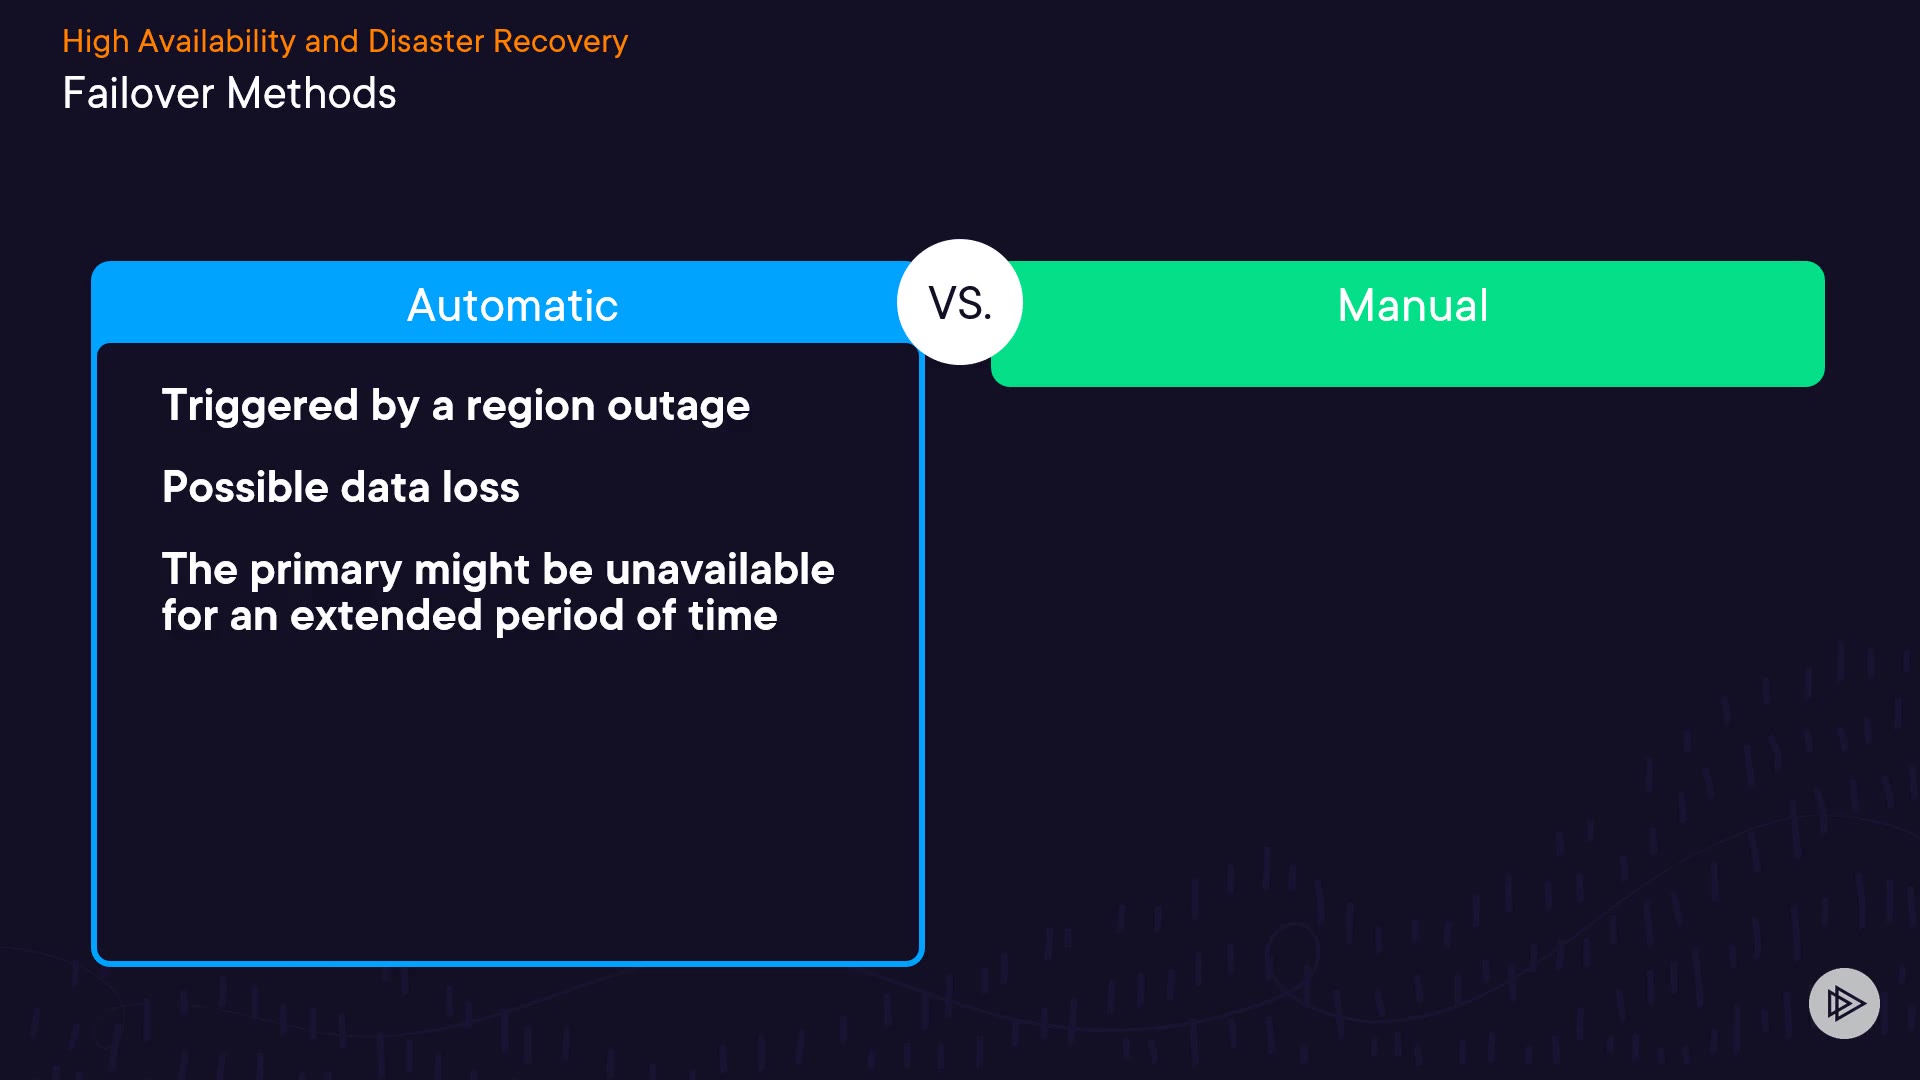 High Availability and Disaster Recovery
Failover Methods
Automatic
VS.
Manual
Triggered by a region outage
Possible data loss
The primary might be unavailable
for an extended period of time